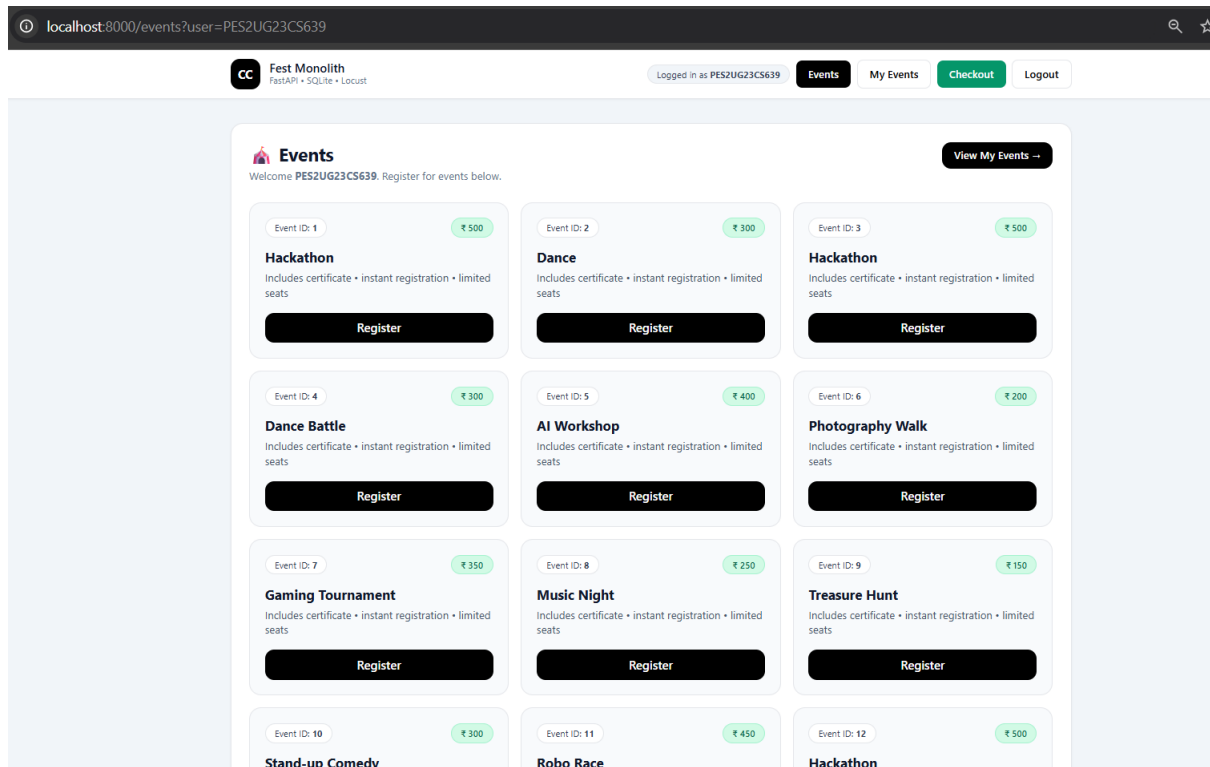 localhost:8000/events?user=PES2UG23CS639
CC
Fest Monolith
FastAPI • SQLite • Locust
Logged in as PES2UG23CS639
Events
My Events
Checkout
Logout
Events
View My Events →
Welcome PES2UG23CS639. Register for events below.
Event ID: 1
₹ 500
Hackathon
Includes certificate • instant registration • limited
seats
Register
Event ID: 2
₹ 300
Dance
Includes certificate • instant registration • limited
seats
Register
Event ID: 3
₹ 500
Hackathon
Includes certificate • instant registration • limited
seats
Register
Event ID: 4
₹ 300
Dance Battle
Includes certificate • instant registration • limited
seats
Register
Event ID: 5
₹ 400
AI Workshop
Includes certificate • instant registration • limited
seats
Register
Event ID: 6
₹ 200
Photography Walk
Includes certificate • instant registration • limited
seats
Register
Event ID: 7
₹ 350
Gaming Tournament
Includes certificate • instant registration • limited
seats
Register
Event ID: 8
₹ 250
Music Night
Includes certificate • instant registration • limited
seats
Register
Event ID: 9
₹ 150
Treasure Hunt
Includes certificate • instant registration • limited
seats
Register
Event ID: 10
₹ 300
Stand-up Comedy
Event ID: 11
₹ 450
Robo Race
Event ID: 12
₹ 500
Hackathon